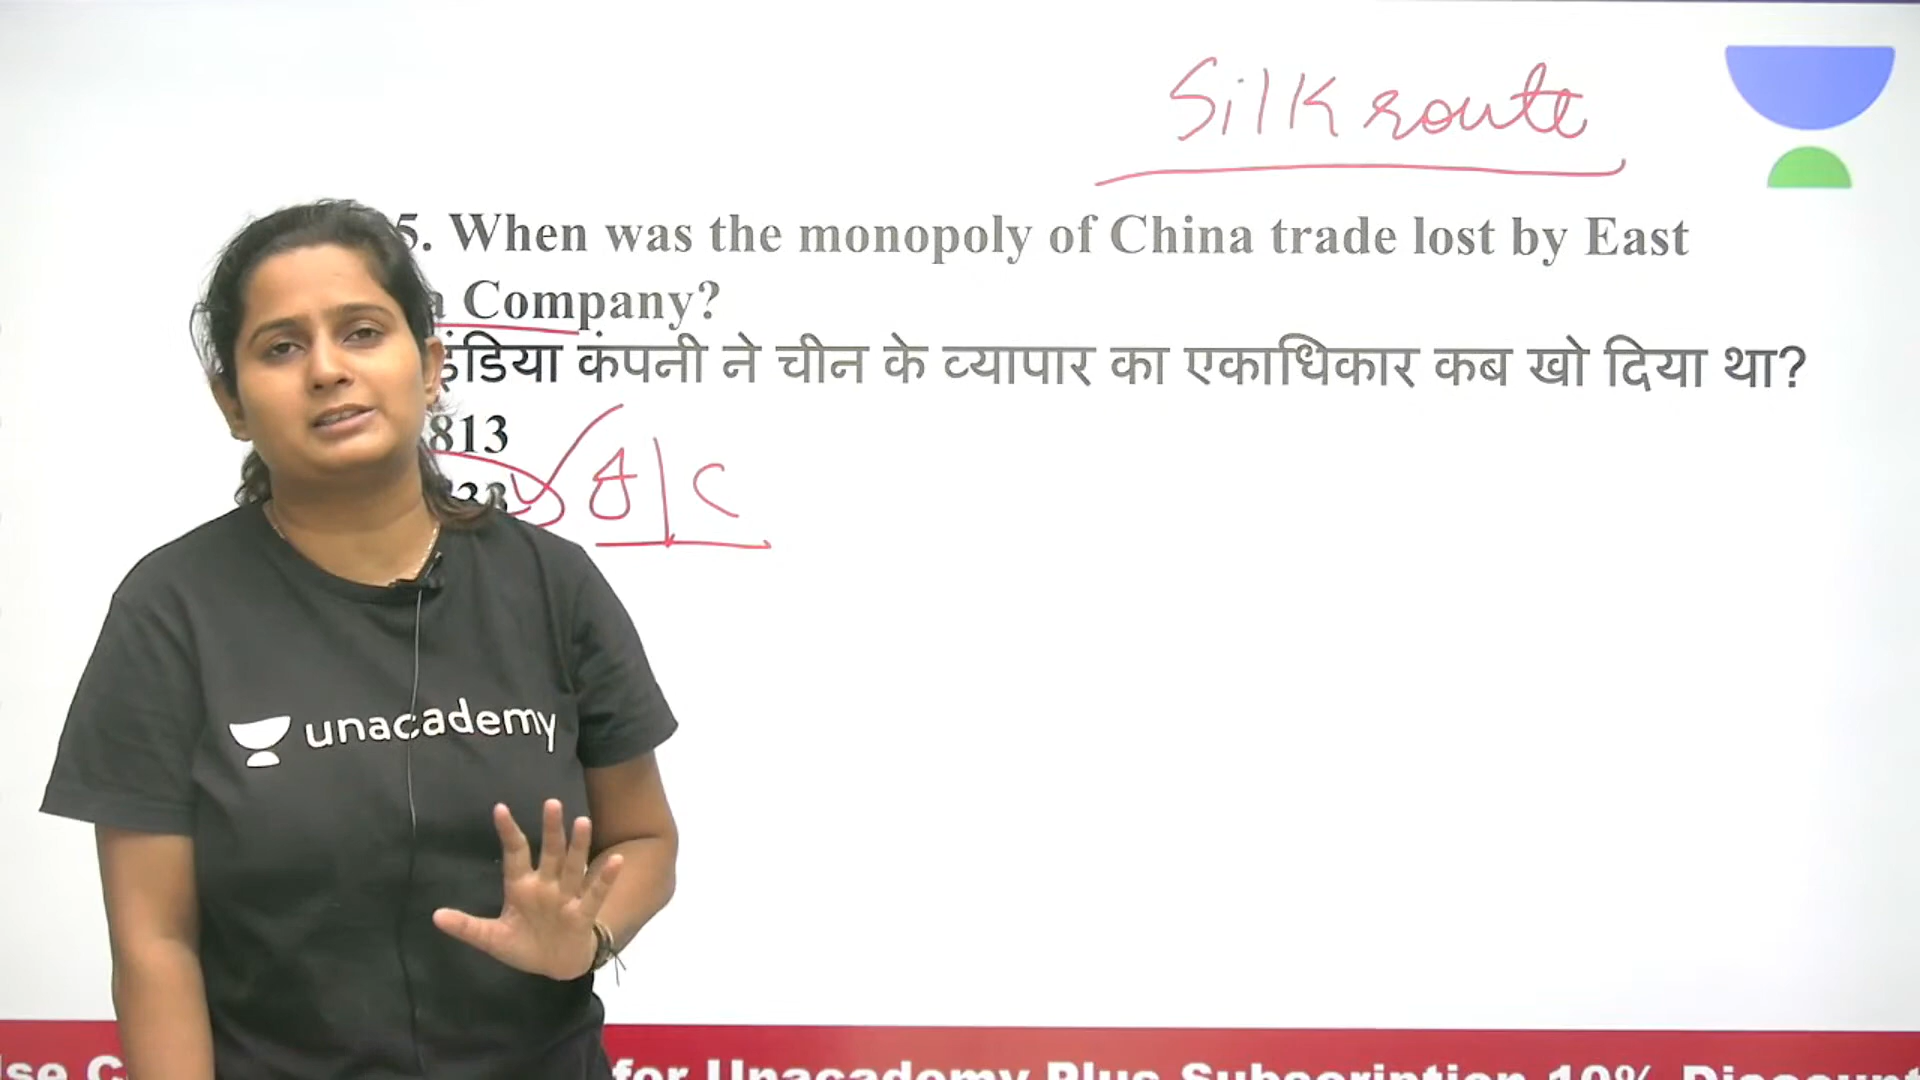 Silk route
5. When was the monopoly of China trade lost by East
a Company?
इंडिया कंपनी ने चीन के व्यापार का एकाधिकार कब खो दिया था?
813
33
unacademy
for Unacademy Plus Subscription 10% Discount